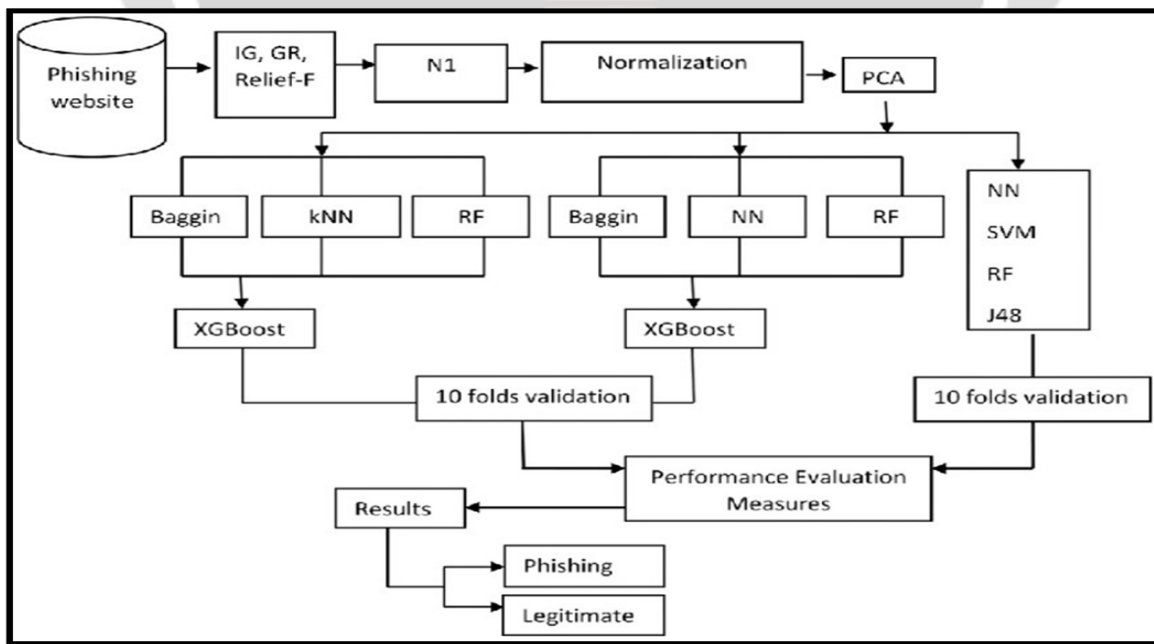 Phishing
website
IG, GR,
Relief-F
N1
Normalization
PCA
Baggin
kNN
RF
Baggin
NN
RF
NN
SVM
RF
J48
XGBoost
XGBoost
10 folds validation
10 folds validation
Performance Evaluation
Measures
Results
Phishing
Legitimate